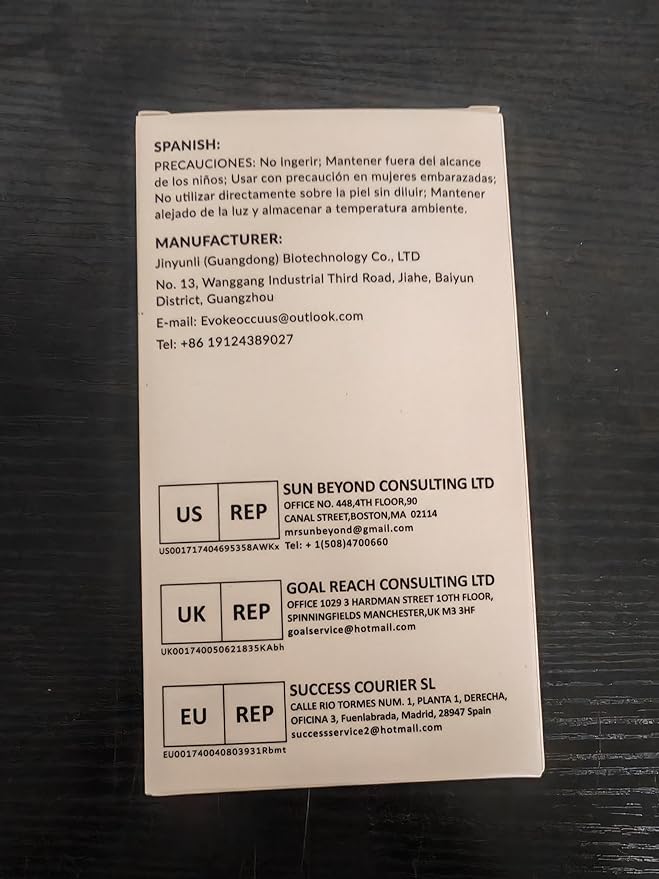 SPANISH:
PRECAUCIONES: No Ingerir; Mantener fuera del alcance
de los niños; Usar con precaución en mujeres embarazadas;
No utilizar directamente sobre la piel sin diluir; Mantener
alejado de la luz y almacenar a temperatura ambiente.
MANUFACTURER:
Jinyunli (Guangdong) Biotechnology Co., LTD
No. 13, Wanggang Industrial Third Road, Jiahe, Baiyun
District, Guangzhou
E-mail: Evokeoccuus@outlook.com
Tel: +86 19124389027
US REP
SUN BEYOND CONSULTING LTD
OFFICE NO. 448,4TH FLOOR,90
CANAL STREET,BOSTON,MA 02114
mrsunbeyond@gmail.com
Tel: + 1(508)4700660
US001717404695358AWKx
UK REP
GOAL REACH CONSULTING LTD
OFFICE 1029 3 HARDMAN STREET 10TH FLOOR,
SPINNINGFIELDS MANCHESTER,UK M3 3HF
goalservice@hotmail.com
UK001740050621835KAbh
EU REP
SUCCESS COURIER SL
CALLE RIO TORMES NUM. 1, PLANTA 1, DERECHA,
OFICINA 3, Fuenlabrada, Madrid, 28947 Spain
successservice2@hotmail.com
EU001740040803931Rbmt